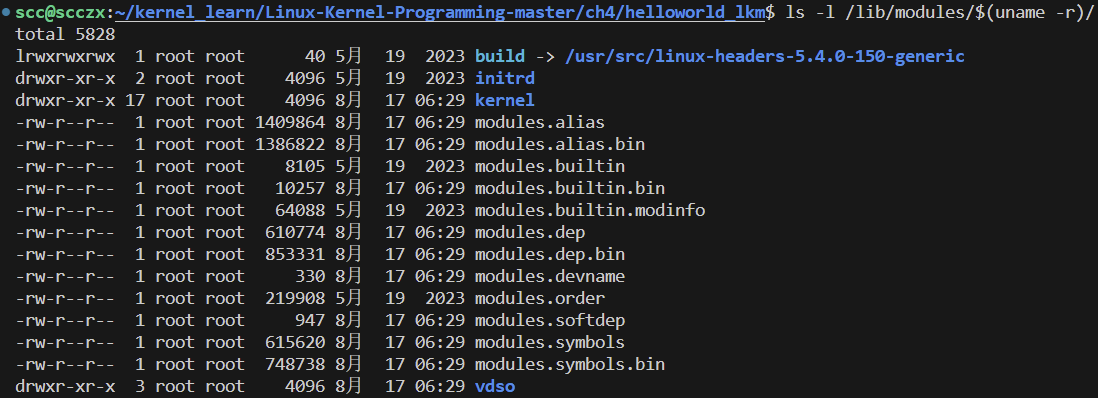 scc@scczx:~/kernel_learn/Linux-Kernel-Programming-master/ch4/helloworld_lkm$ ls -l /lib/modules/$(uname -r)/
total 5828
lrwxrwxrwx  1 root root      40 5月  19  2023 build -> /usr/src/linux-headers-5.4.0-150-generic
drwxr-xr-x  2 root root    4096 5月  19  2023 initrd
drwxr-xr-x 17 root root    4096 8月  17 06:29 kernel
-rw-r--r--  1 root root 1409864 8月  17 06:29 modules.alias
-rw-r--r--  1 root root 1386822 8月  17 06:29 modules.alias.bin
-rw-r--r--  1 root root    8105 5月  19  2023 modules.builtin
-rw-r--r--  1 root root   10257 8月  17 06:29 modules.builtin.bin
-rw-r--r--  1 root root   64088 5月  19  2023 modules.builtin.modinfo
-rw-r--r--  1 root root  610774 8月  17 06:29 modules.dep
-rw-r--r--  1 root root  853331 8月  17 06:29 modules.dep.bin
-rw-r--r--  1 root root     330 8月  17 06:29 modules.devname
-rw-r--r--  1 root root  219908 5月  19  2023 modules.order
-rw-r--r--  1 root root     947 8月  17 06:29 modules.softdep
-rw-r--r--  1 root root  615620 8月  17 06:29 modules.symbols
-rw-r--r--  1 root root  748738 8月  17 06:29 modules.symbols.bin
drwxr-xr-x  3 root root    4096 8月  17 06:29 vdso